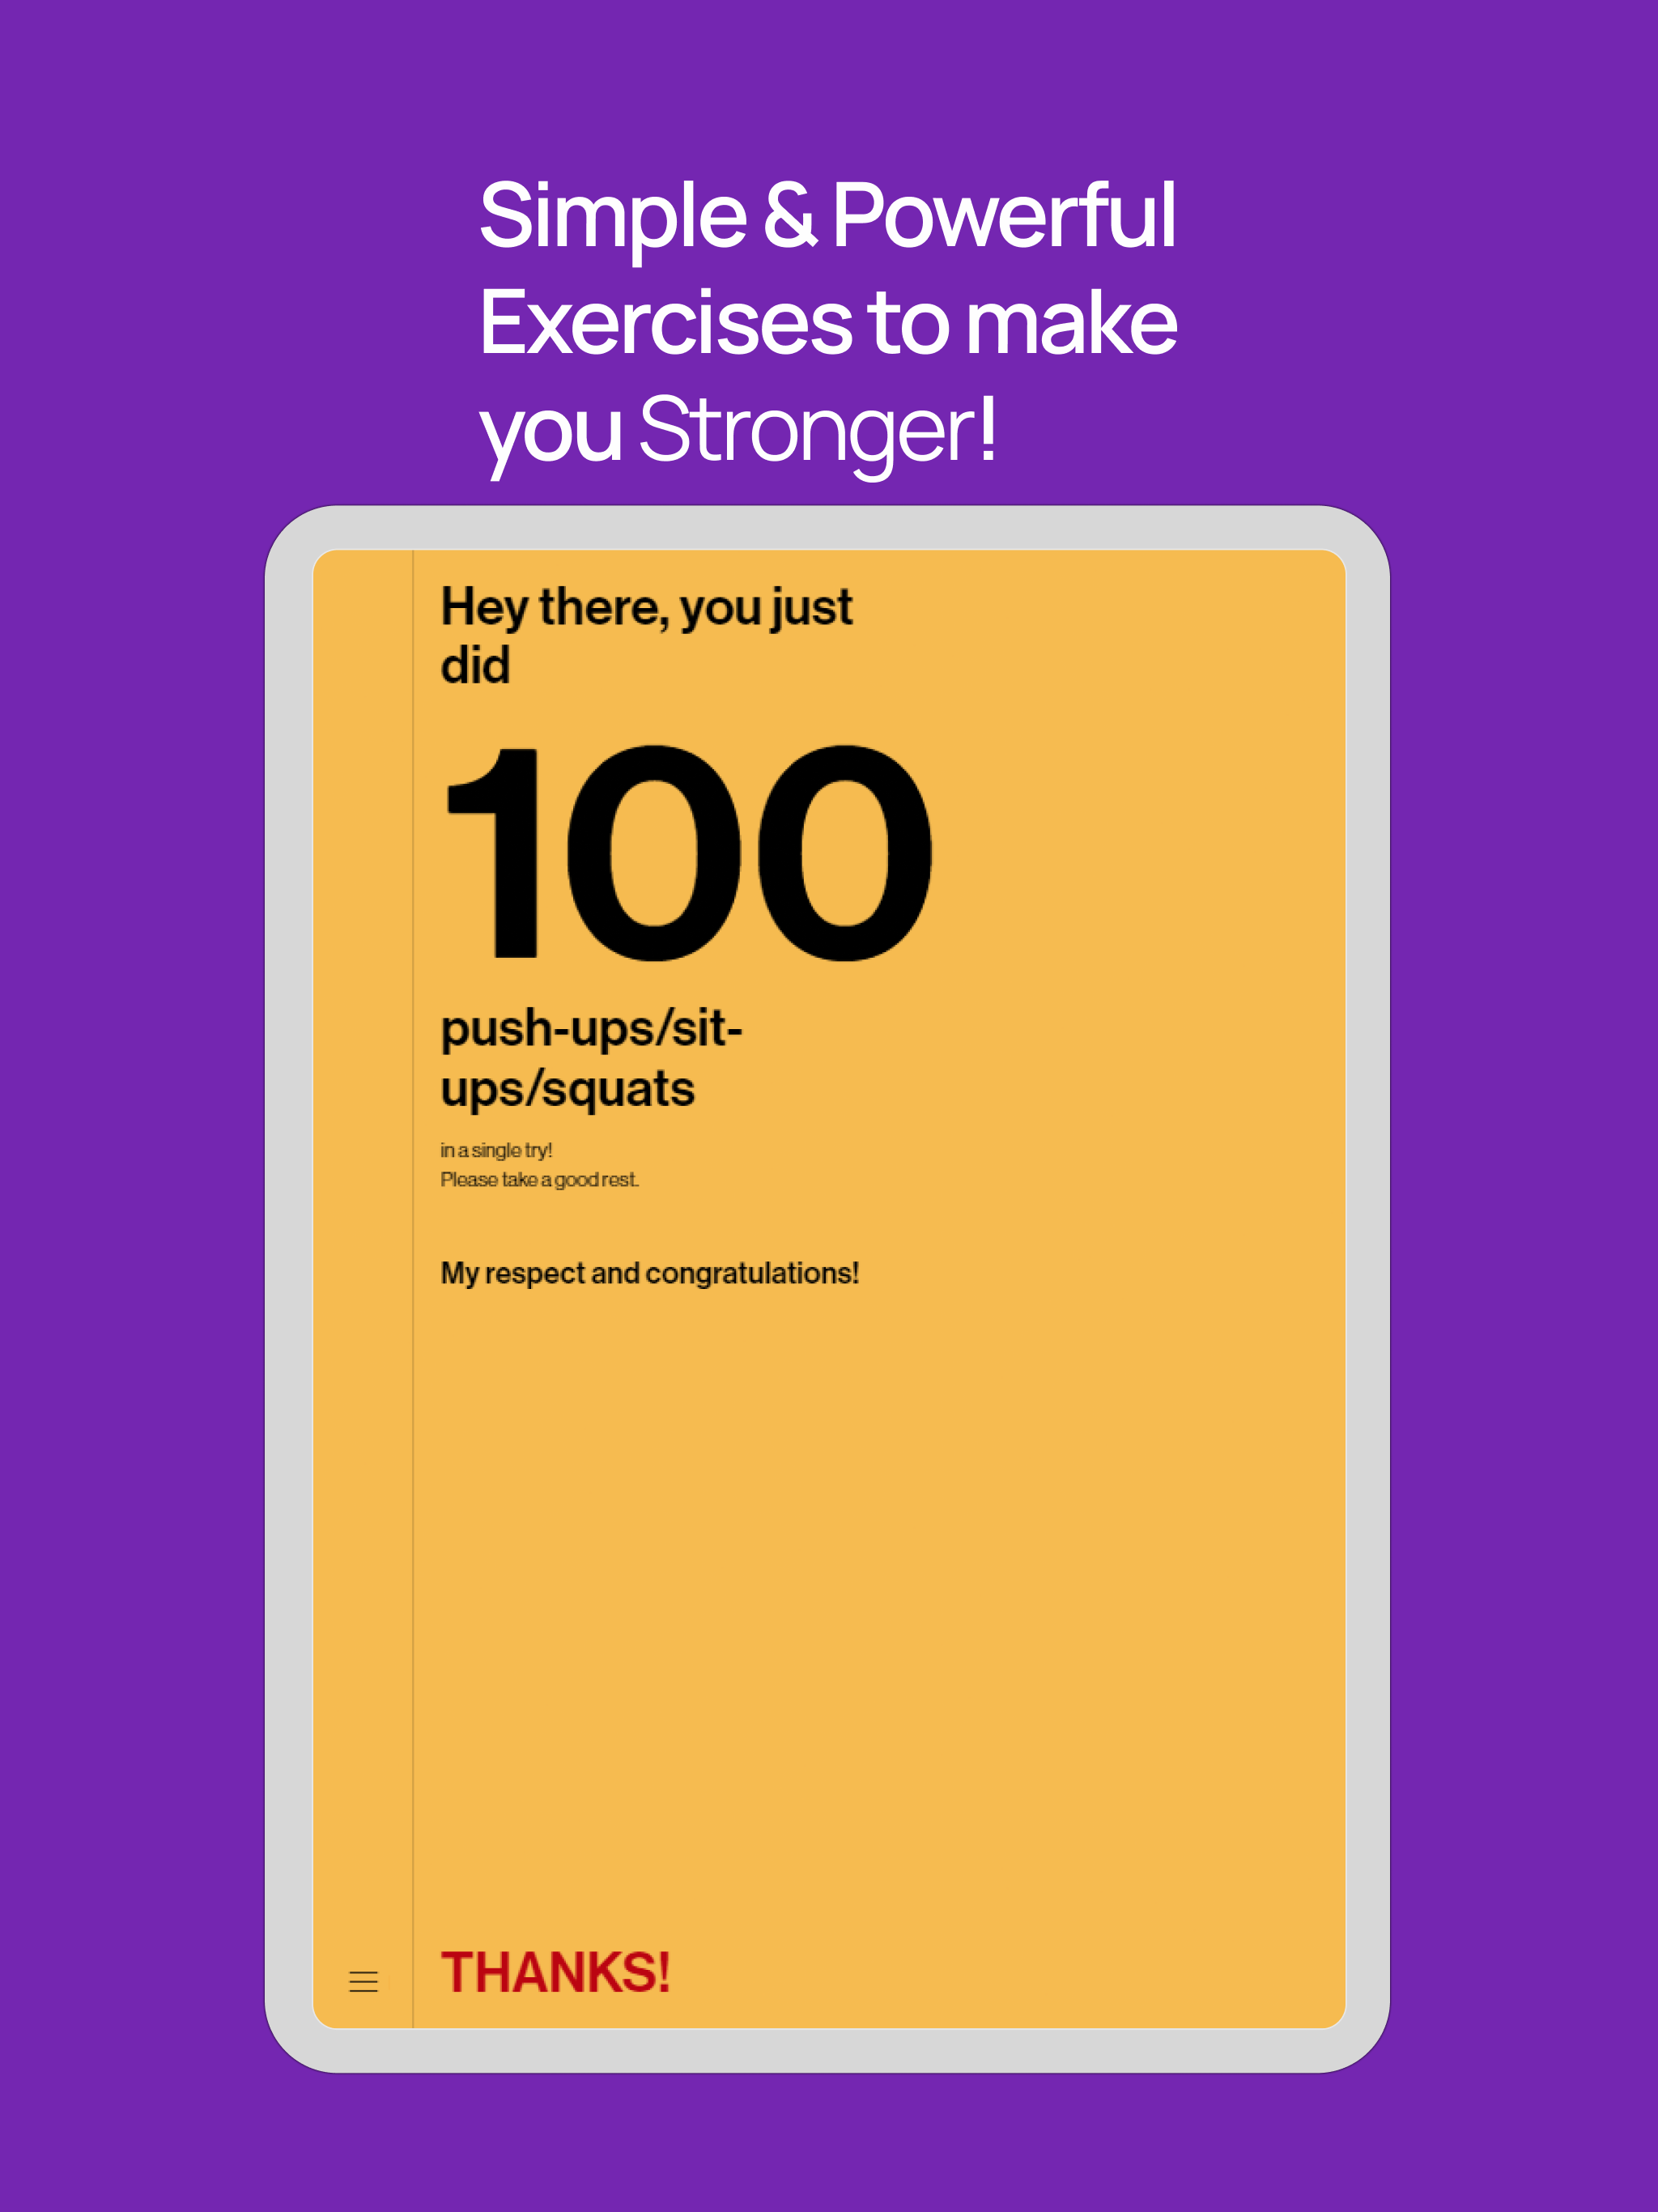 Simple & Powerful
Exercises to make
you Stronger!
Hey there, you just
did
100
push-ups/sit-
ups/squats
in a single try!
Please take a good rest.
My respect and congratulations!
THANKS!